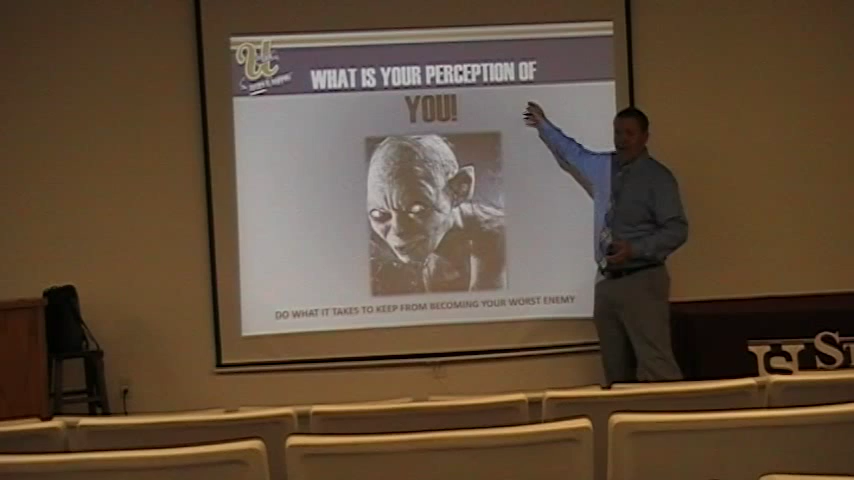 U
WHAT IS YOUR PERCEPTION OF
YOU!
DO WHAT IT TAKES TO KEEP FROM BECOMING YOUR WORST ENEMY